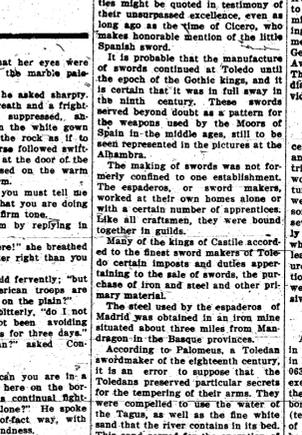 hat her eyes were
the marble pale-
he asked sharply.
reath and a fright-
suppressed, sh-
n the white gown
the rock as if to
rse followed swift-
at the door of the
sed on the warm
m.
you must tell me
hat you are doing
firm tone.
m by replying in
ere!" she breathed
ter right than you
id fervently; "but
erican troops are
on the plain?"
bitterly, "do I not
ot been avoiding
s for three days."
an?" asked Con-
can you are in a
here on the bor-
a continual fight-
lone?" He spoke
of-fact way, with
ndness.
ties might be quoted in testimony of
their unsurpassed excellence, even as
long ago as the time of Cicero, who
makes honorable mention of the little
Spanish sword.
It is probable that the manufacture
of swords continued at Toledo until
the epoch of the Gothic kings, and it
is certain that it was in full sway in
the ninth century. These swords
served beyond doubt as a pattern for
the weapons used by the Moors of
Spain in the middle ages, still to be
seen represented in the pictures at the
Alhambra.
The making of swords was not for-
merly confined to one establishment.
The espaderos, or sword makers,
worked at their own homes alone or
with a certain number of apprentices.
Like all craftsmen, they were bound
together in guilds.
Many of the kings of Castile accord-
ed to the finest sword makers of Tole-
do certain imposts and duties apper-
taining to the sale of swords, the pur-
chase of iron and steel and other pri-
mary material.
The steel used by the espaderos of
Madrid was obtained in an iron mine
situated about three miles from Man-
dragon in the Basque provinces.
According to Palomeus, a Toledan
swordmaker of the eighteenth century,
it is an error to suppose that the
Toledans preserved particular secrets
for the tempering of their arms. They
were compelled to use the water of
the Tagus, as well as the fine white
sand that the river contains in its bed.